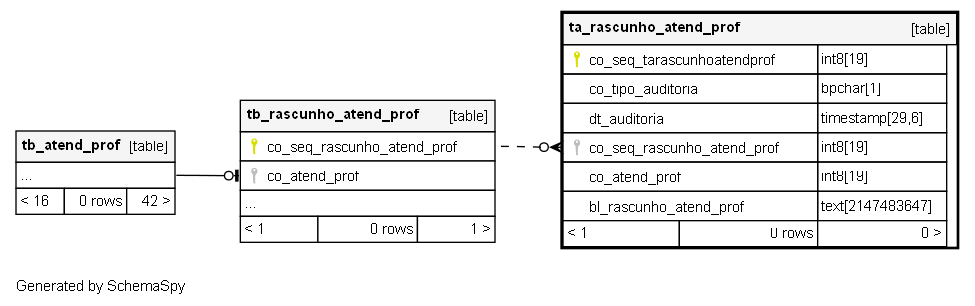 ta_rascunho_atend_prof [table]
co_seq_tarascunhoatendprof int8[19]
co_tipo_auditoria bpchar[1]
dt_auditoria timestamp[29,6]
co_seq_rascunho_atend_prof int8[19]
co_atend_prof int8[19]
bl_rascunho_atend_prof text[2147483647]
< 1 0 rows 0 >
tb_rascunho_atend_prof [table]
co_seq_rascunho_atend_prof
co_atend_prof
...
< 1 0 rows 1 >
tb_atend_prof [table]
...
< 16 0 rows 42 >
Generated by SchemaSpy